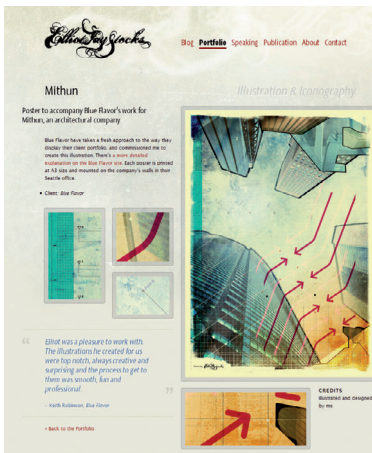 Elliot Jay Stocks
Blog Portfolio Speaking Publication About Contact
Mithun
Illustration & Iconography
Poster to accompany Blue Flavor's work for
Mithun, an architectural company
Blue Flavor have taken a fresh approach to the way they
display their client portfolio, and commissioned me to
create this illustration. There's a more detailed
explanation on the Blue Flavor site. Each poster is printed
at A3 size and mounted on the company's walls in their
Seattle office.
Client: Blue Flavor
“ Elliot was a pleasure to work with.
The illustrations he created for us
were top notch, always creative and
surprising and the process to get to
them was smooth, fun and
professional. ”
- Keith Robinson, Blue Flavor
Back to the Portfolio
CREDITS
Illustrated and designed
by me